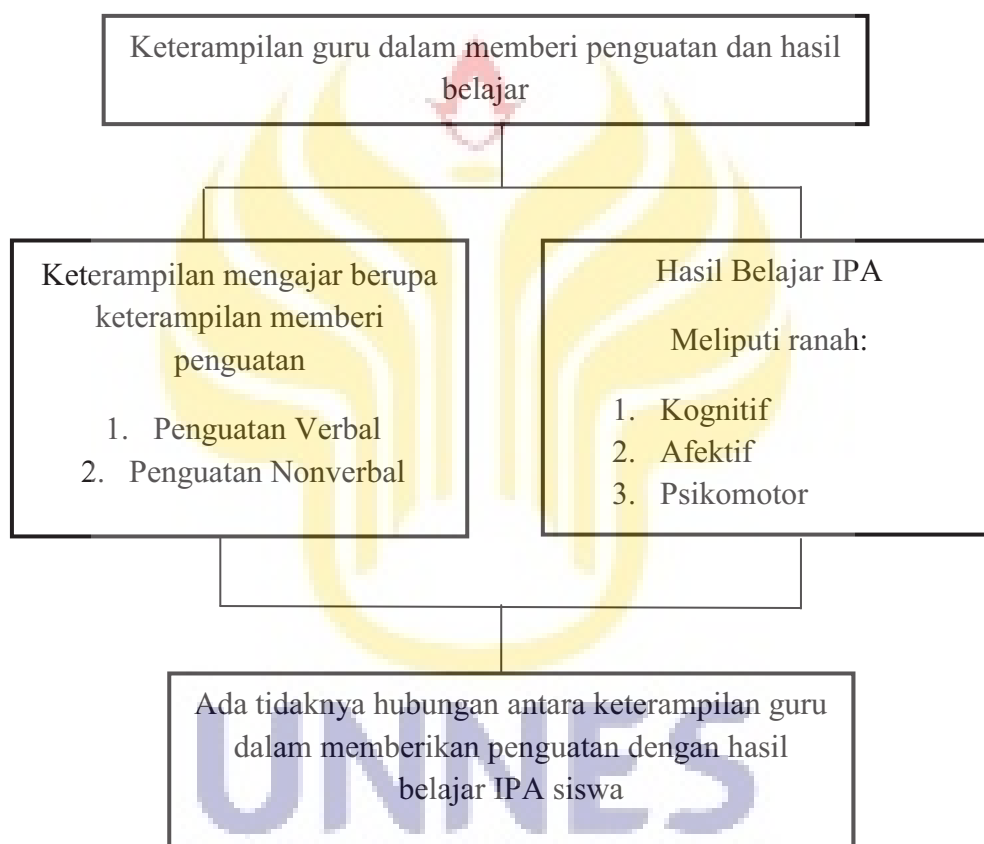 Keterampilan guru dalam memberi penguatan dan hasil
belajar
Keterampilan mengajar berupa
keterampilan memberi
penguatan
1. Penguatan Verbal
2. Penguatan Nonverbal
Hasil Belajar IPA
Meliputi ranah:
1. Kognitif
2. Afektif
3. Psikomotor
Ada tidaknya hubungan antara keterampilan guru
dalam memberikan penguatan dengan hasil
belajar IPA siswa
UNNES